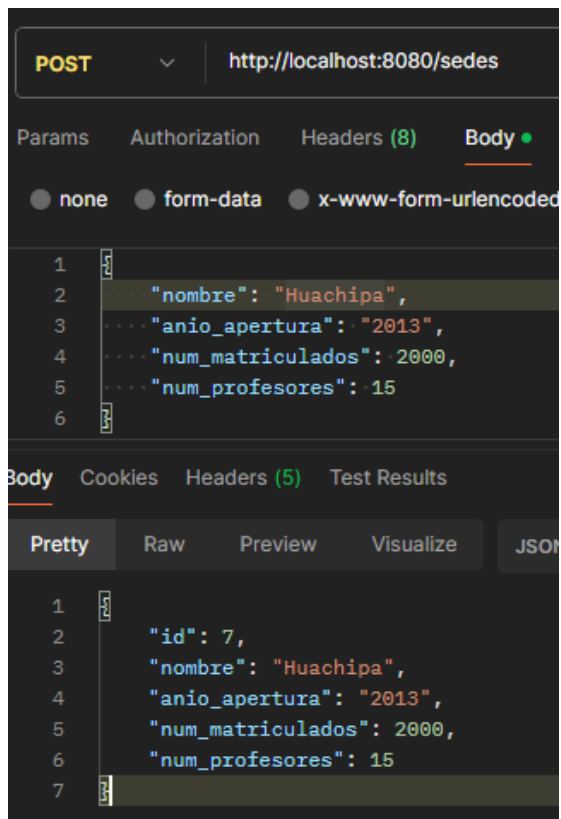 POST http://localhost:8080/sedes
Params Authorization Headers (8) Body
none form-data x-www-form-urlencoded
1 {
2 "nombre": "Huachipa",
3 "anio_apertura": "2013",
4 "num_matriculados": 2000,
5 "num_profesores": 15
6 }
Body Cookies Headers (5) Test Results
Pretty Raw Preview Visualize JSON
1 {
2 "id": 7,
3 "nombre": "Huachipa",
4 "anio_apertura": "2013",
5 "num_matriculados": 2000,
6 "num_profesores": 15
7 }